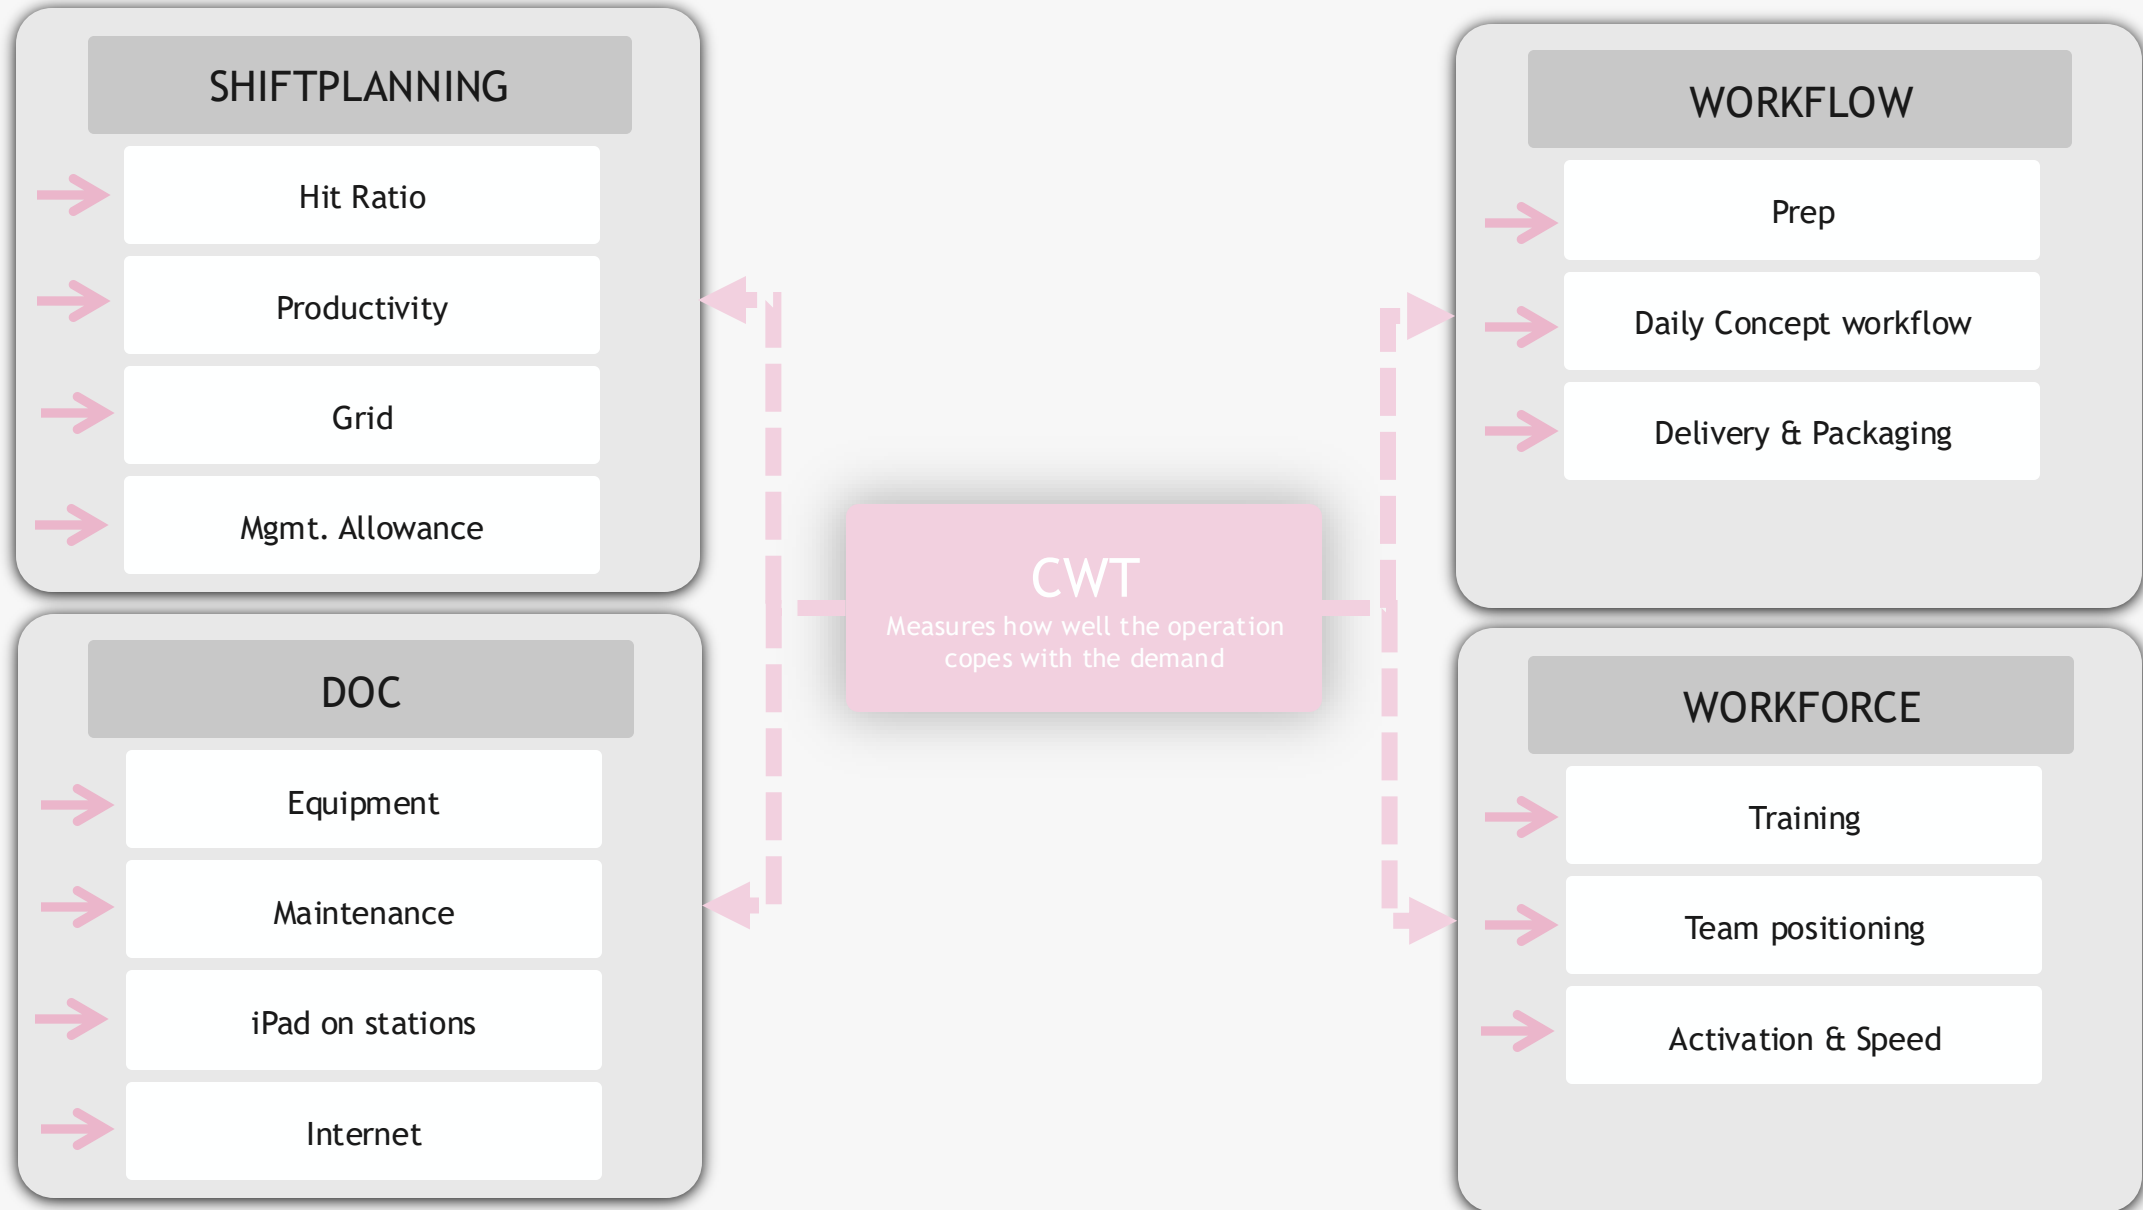 SHIFTPLANNING
Hit Ratio
Productivity
Grid
Mgmt. Allowance
DOC
Equipment
Maintenance
iPad on stations
Internet
CWT
Measures how well the operation
copes with the demand
WORKFLOW
Prep
Daily Concept workflow
Delivery & Packaging
WORKFORCE
Training
Team positioning
Activation & Speed